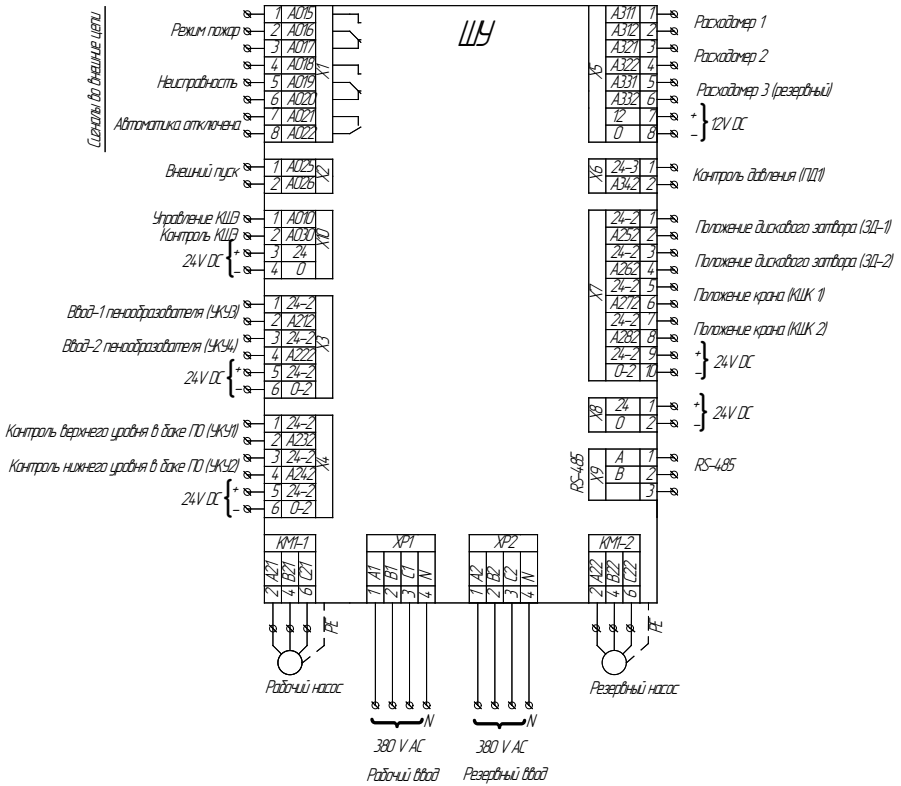 ШУ
Сигналы во внешние цепи
X1
1 А015
Режим пожар 2 А016
3 А017
4 А018
Неисправность 5 А019
6 А020
7 А021
Автоматика отключена 8 А022
X2
Внешний пуск 1 А025
2 А026
X10
Управление КШЭ 1 А010
Контроль КШЭ 2 А030
24V DC + 3 24
- 4 0
X3
Ввод-1 пенообразователя (УКУ3) 1 24-2
2 А212
Ввод-2 пенообразователя (УКУ4) 3 24-2
4 А222
24V DC + 5 24-2
- 6 0-2
X4
Контроль верхнего уровня в баке ПО (УКУ1) 1 24-2
2 А232
Контроль нижнего уровня в баке ПО (УКУ2) 3 24-2
4 А242
24V DC + 5 24-2
- 6 0-2
X5
А311 1 Расходомер 1
А312 2
А321 3 Расходомер 2
А322 4
А331 5 Расходомер 3 (резервный)
А332 6
12 7 + 12V DC
0 8 -
X6
24-3 1 Контроль давления (ПД1)
А342 2
X7
24-2 1 Положение дискового затвора (ЗД-1)
А252 2
24-2 3 Положение дискового затвора (ЗД-2)
А262 4
24-2 5 Положение крана (КШК 1)
А272 6
24-2 7 Положение крана (КШК 2)
А282 8
24-2 9 + 24V DC
0-2 10 -
X8
24 1 + 24V DC
0 2 -
RS-485
X9
A 1 RS-485
B 2
3
КМ1-1
2 А21
4 В21
6 С21
PE
Рабочий насос
XP1
1 А1
2 В1
3 С1
4 N
N
380 V AC
Рабочий ввод
XP2
1 А2
2 В2
3 С2
4 N
N
380 V AC
Резервный ввод
КМ1-2
2 А22
4 В22
6 С22
PE
Резервный насос